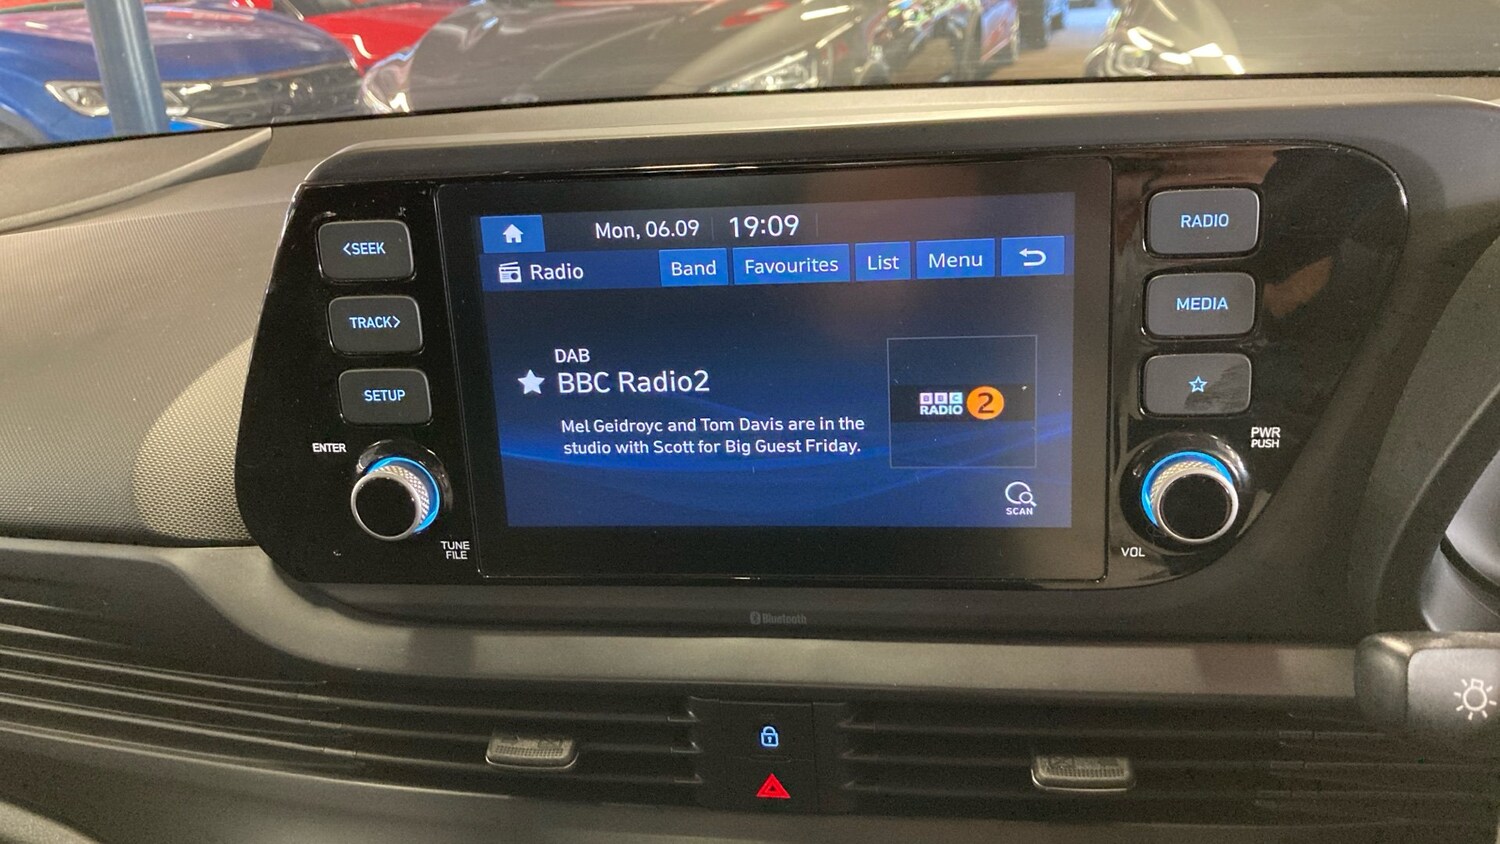 <SEEK
TRACK>
SETUP
ENTER
TUNE
FILE
Mon, 06.09 19:09
Radio Band Favourites List Menu
DAB
BBC Radio2
Mel Geidroyc and Tom Davis are in the
studio with Scott for Big Guest Friday.
BBC
RADIO 2
SCAN
RADIO
MEDIA
PWR
PUSH
VOL
Bluetooth